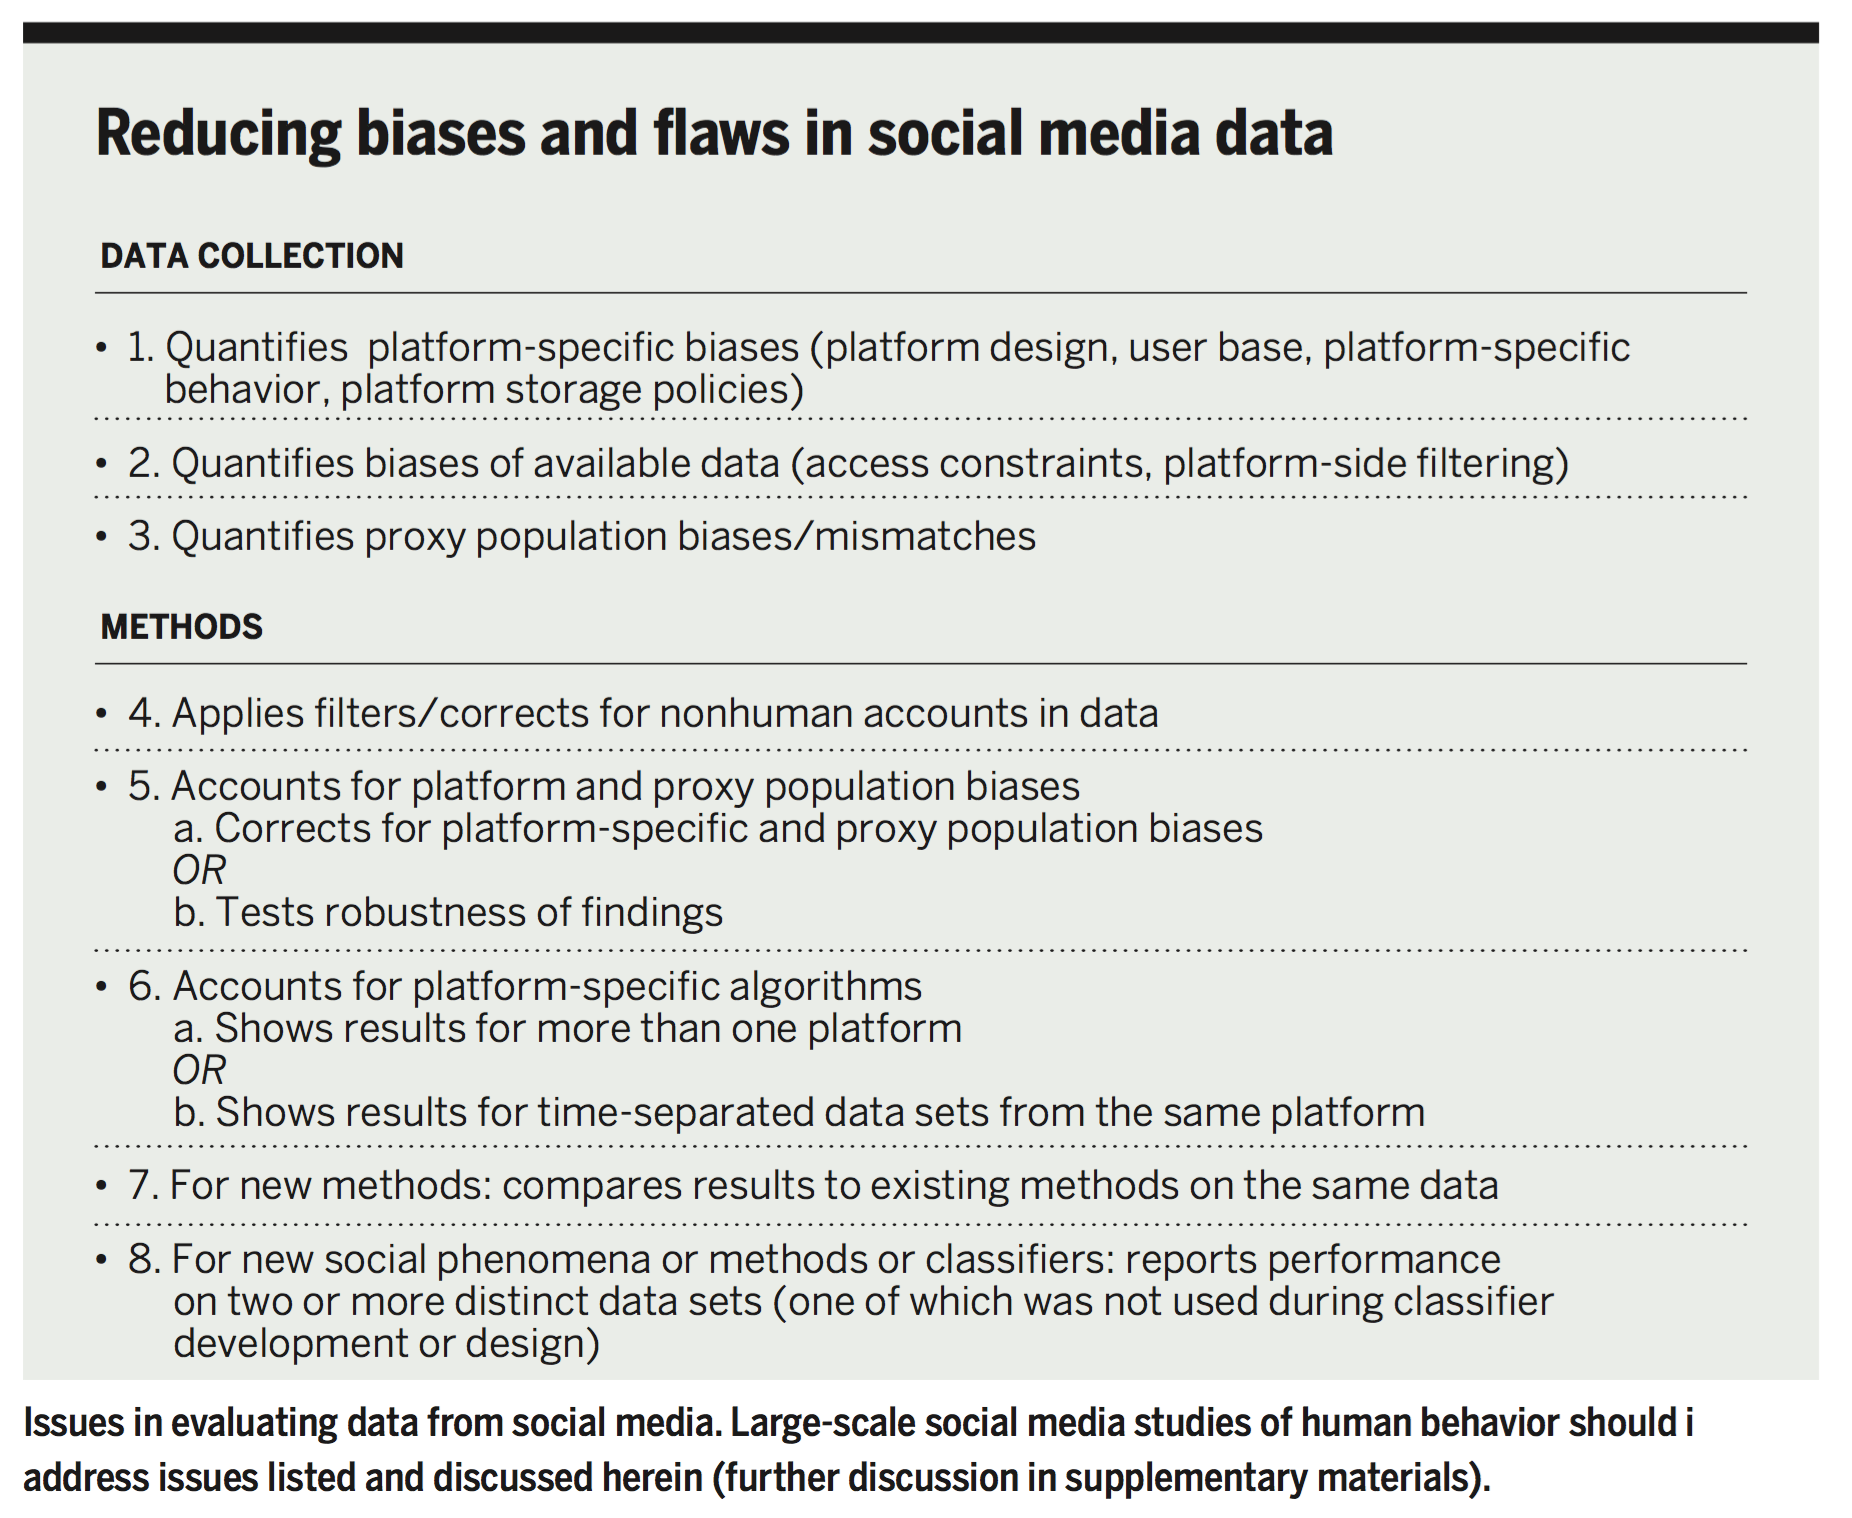 Reducing biases and flaws in social media data
DATA COLLECTION
• 1. Quantifies platform-specific biases (platform design, user base, platform-specific
behavior, platform storage policies)
• 2. Quantifies biases of available data (access constraints, platform-side filtering)
• 3. Quantifies proxy population biases/mismatches
METHODS
• 4. Applies filters/corrects for nonhuman accounts in data
• 5. Accounts for platform and proxy population biases
a. Corrects for platform-specific and proxy population biases
OR
b. Tests robustness of findings
• 6. Accounts for platform-specific algorithms
a. Shows results for more than one platform
OR
b. Shows results for time-separated data sets from the same platform
• 7. For new methods: compares results to existing methods on the same data
• 8. For new social phenomena or methods or classifiers: reports performance
on two or more distinct data sets (one of which was not used during classifier
development or design)
Issues in evaluating data from social media. Large-scale social media studies of human behavior should i
address issues listed and discussed herein (further discussion in supplementary materials).